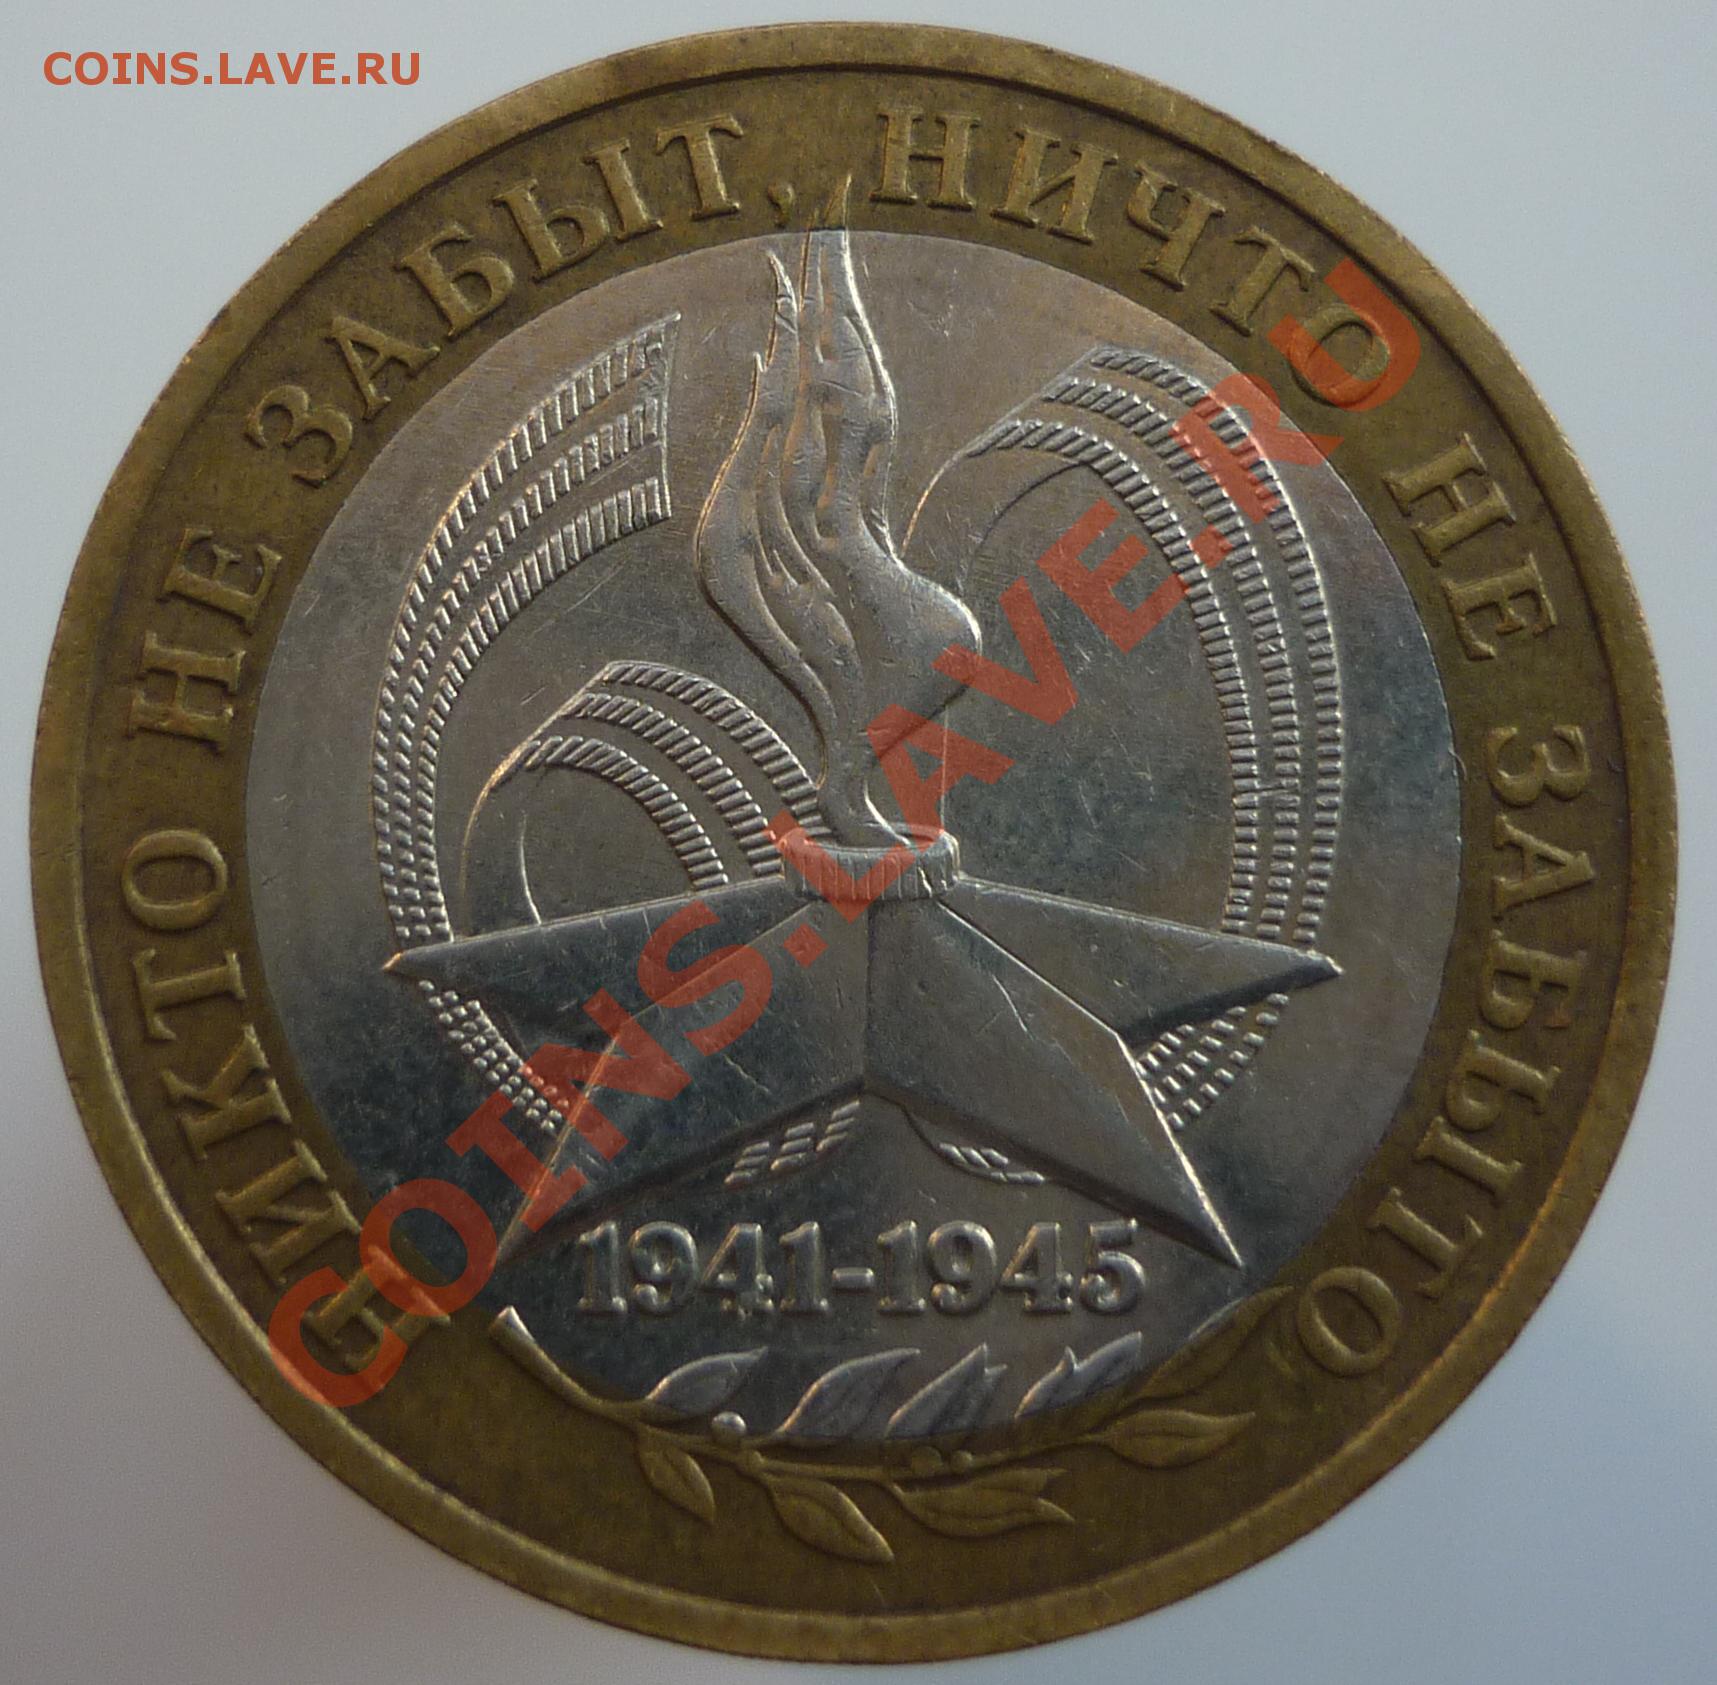 COINS.LAVE.RU
НИКТО НЕ ЗАБЫТ, НИЧТО НЕ ЗАБЫТО
1941-1945
COINS.LAVE.RU